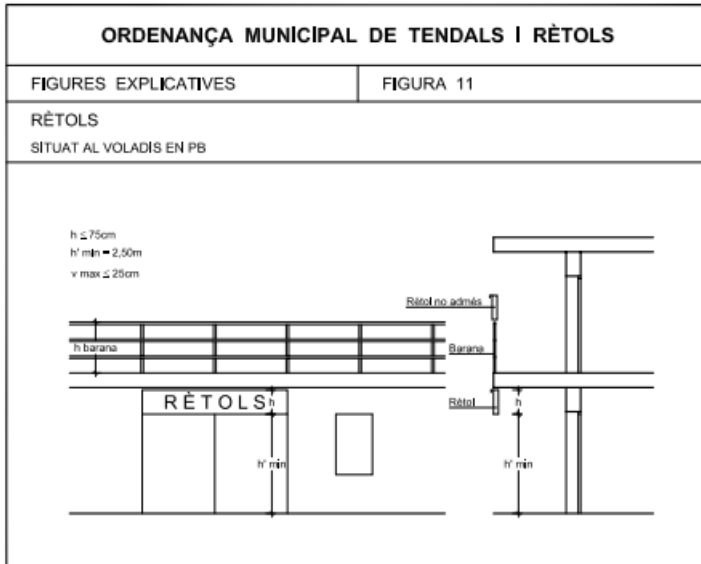 ORDENANÇA MUNICIPAL DE TENDALS I RÈTOLS
FIGURES EXPLICATIVES
FIGURA 11
RÈTOLS
SITUAT AL VOLADÍS EN PB
h ≤ 75cm
h' min = 2,50m
v max ≤ 25cm
Rètol no admès
h barana
Barana
RÈTOLS
h
Rètol
h
h' min
h' min